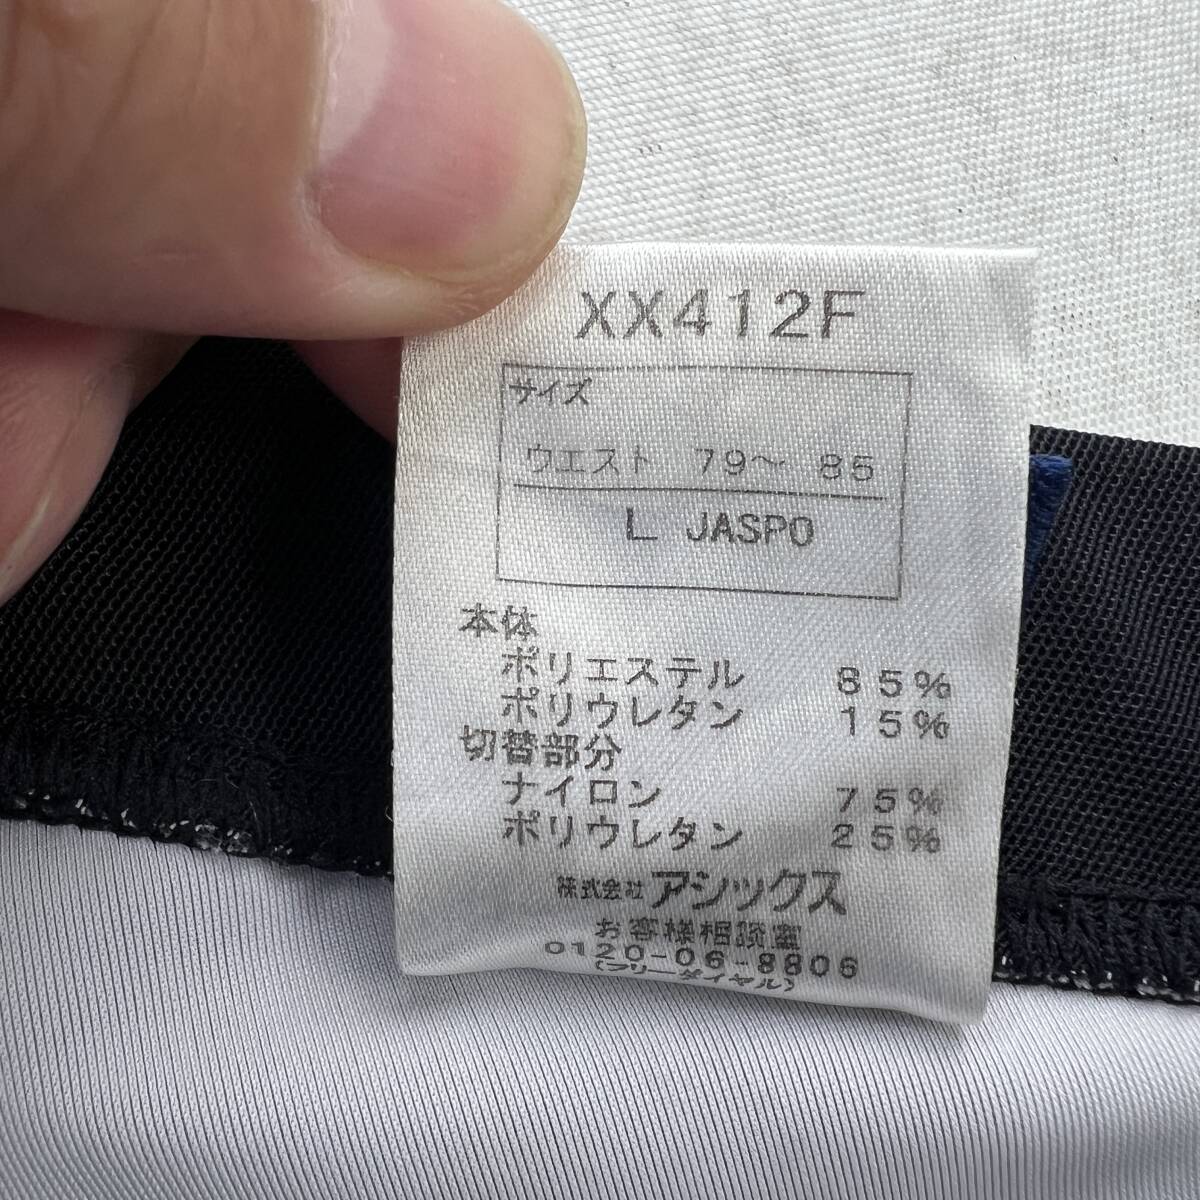 XX412F
サイズ
ウエスト 79〜 85
L JASPO
本体
ポリエステル 85%
ポリウレタン 15%
切替部分
ナイロン 75%
ポリウレタン 25%
株式会社 アシックス
お客様相談室
0120-06-8806
(フリーダイヤル)